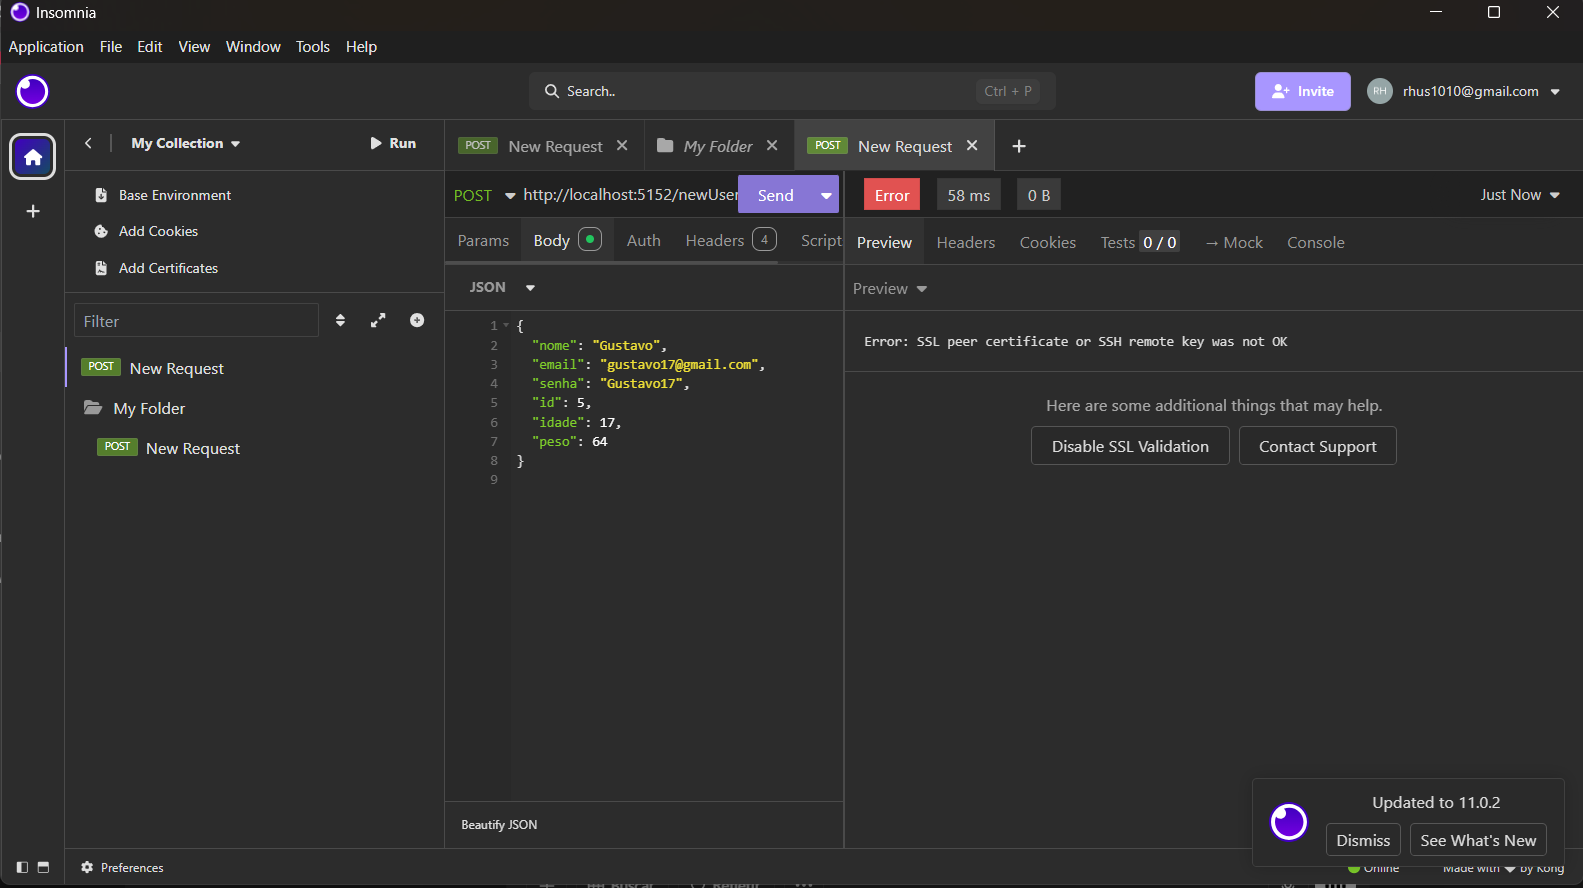 Insomnia
Application File Edit View Window Tools Help
Search.. Ctrl + P
Invite RH rhus1010@gmail.com
My Collection Run
POST New Request
My Folder
POST New Request
Base Environment
Add Cookies
Add Certificates
Filter
POST New Request
My Folder
POST New Request
POST http://localhost:5152/newUser Send
Params Body Auth Headers 4 Script
JSON
1 {
2 "nome": "Gustavo",
3 "email": "gustavo17@gmail.com",
4 "senha": "Gustavo17",
5 "id": 5,
6 "idade": 17,
7 "peso": 64
8 }
9
Beautify JSON
Error 58 ms 0 B Just Now
Preview Headers Cookies Tests 0 / 0 → Mock Console
Preview
Error: SSL peer certificate or SSH remote key was not OK
Here are some additional things that may help.
Disable SSL Validation Contact Support
Updated to 11.0.2
Dismiss See What's New
Preferences
Online Made with ❤ by Kong